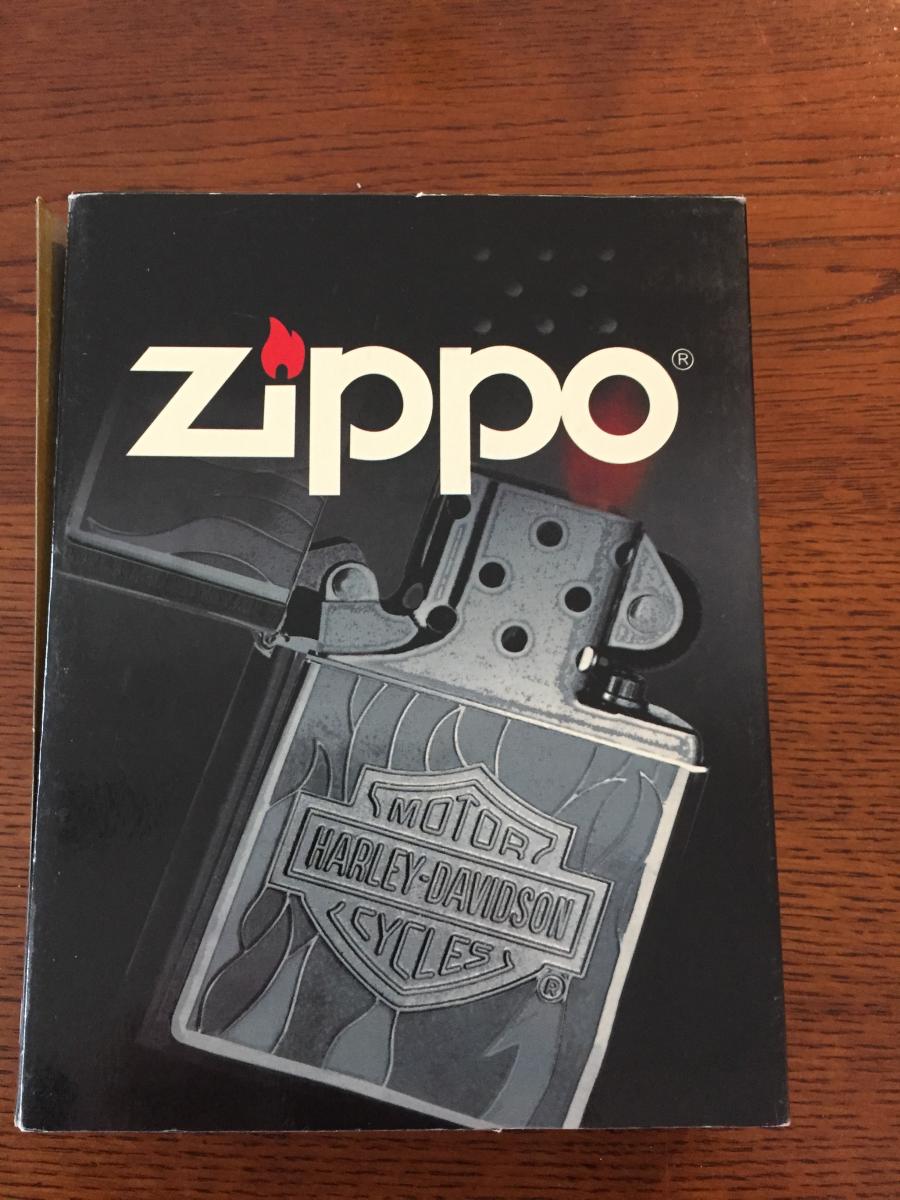 zippo®
MOTOR
HARLEY-DAVIDSON
CYCLES
®